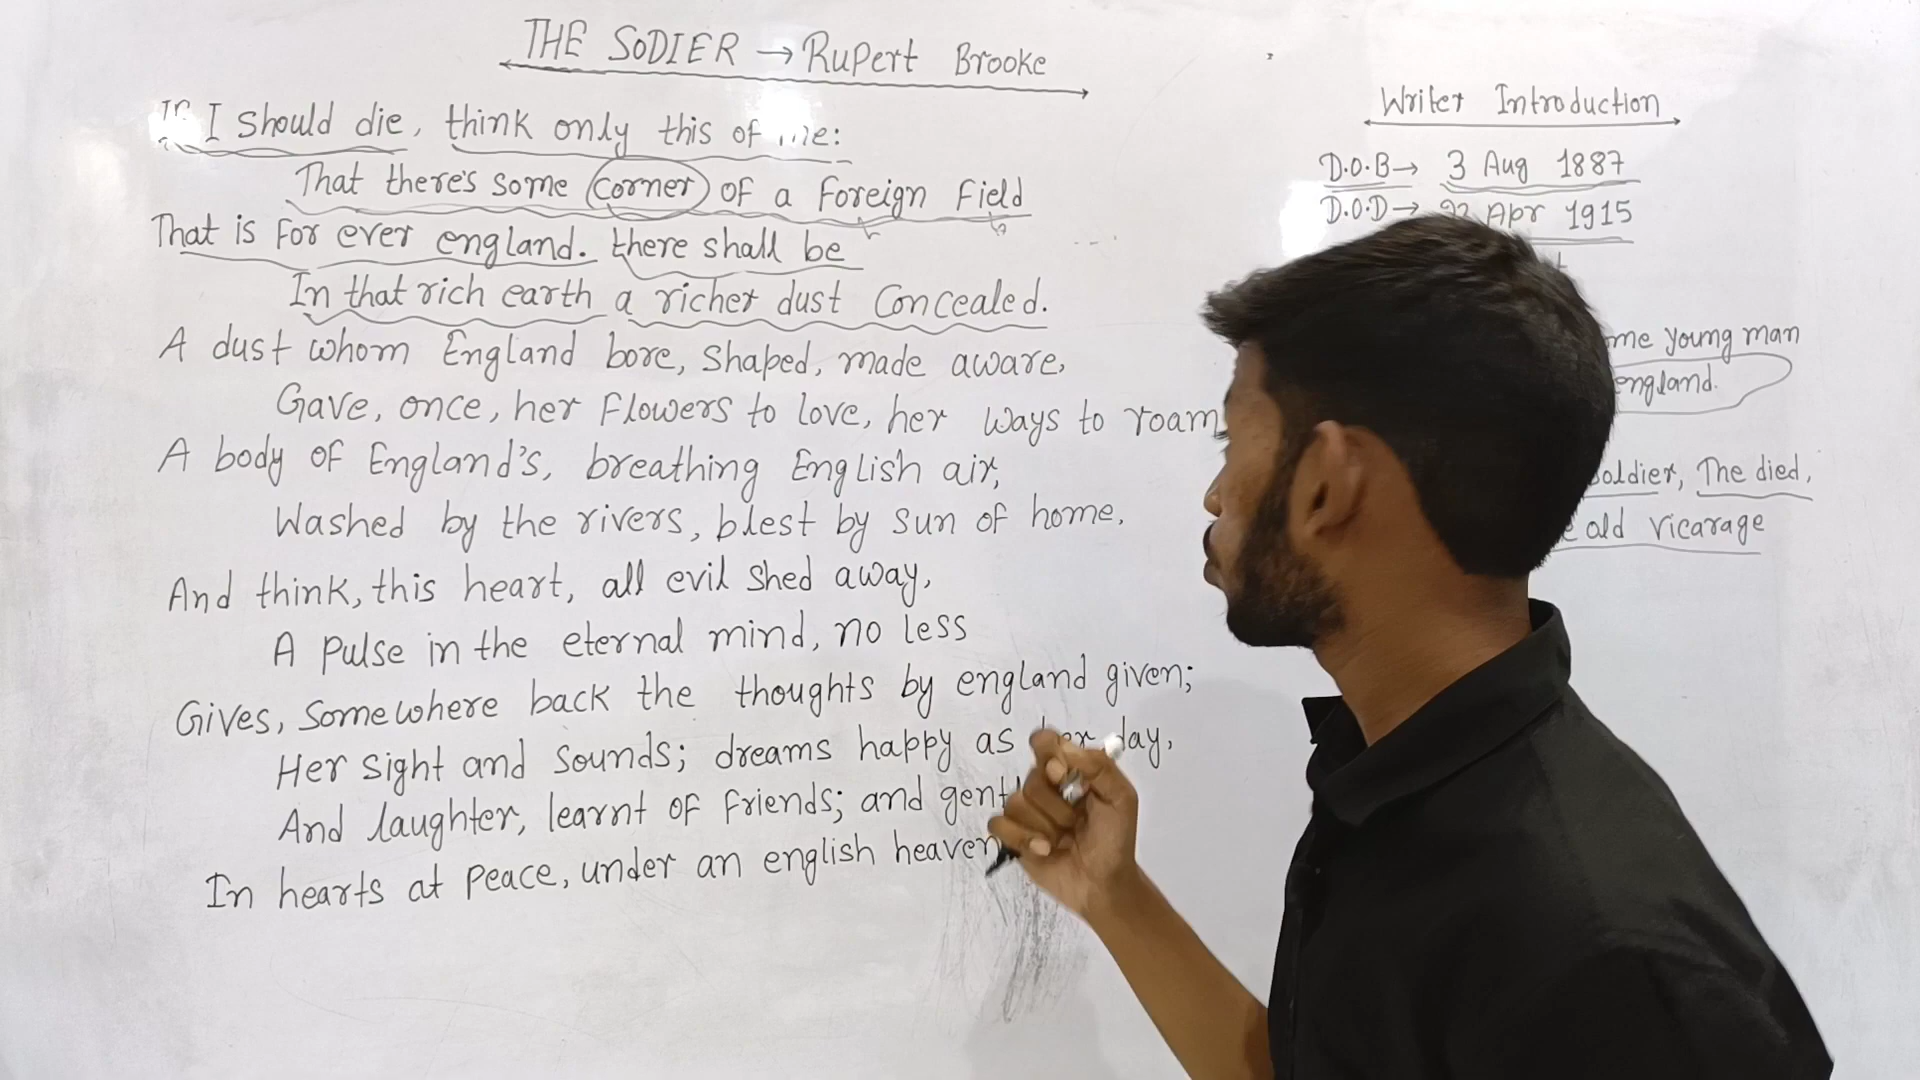 THE SODIER → Rupert Brooke
If I should die, think only this of me:
That there's some corner of a foreign field
That is for ever england. there shall be
In that rich earth a richer dust concealed.
A dust whom England bore, shaped, made aware,
Gave, once, her flowers to love, her ways to roam
A body of England's, breathing English air,
Washed by the rivers, blest by sun of home,
And think, this heart, all evil shed away,
A pulse in the eternal mind, no less
Gives, somewhere back the thoughts by england given;
Her sight and sounds; dreams happy as her day,
And laughter, learnt of friends; and
In hearts at peace, under an english heaven
Writer Introduction
D.O.B → 3 Aug 1887
D.O.D → Apr 1915
young man
england.
The died,
old vicarage